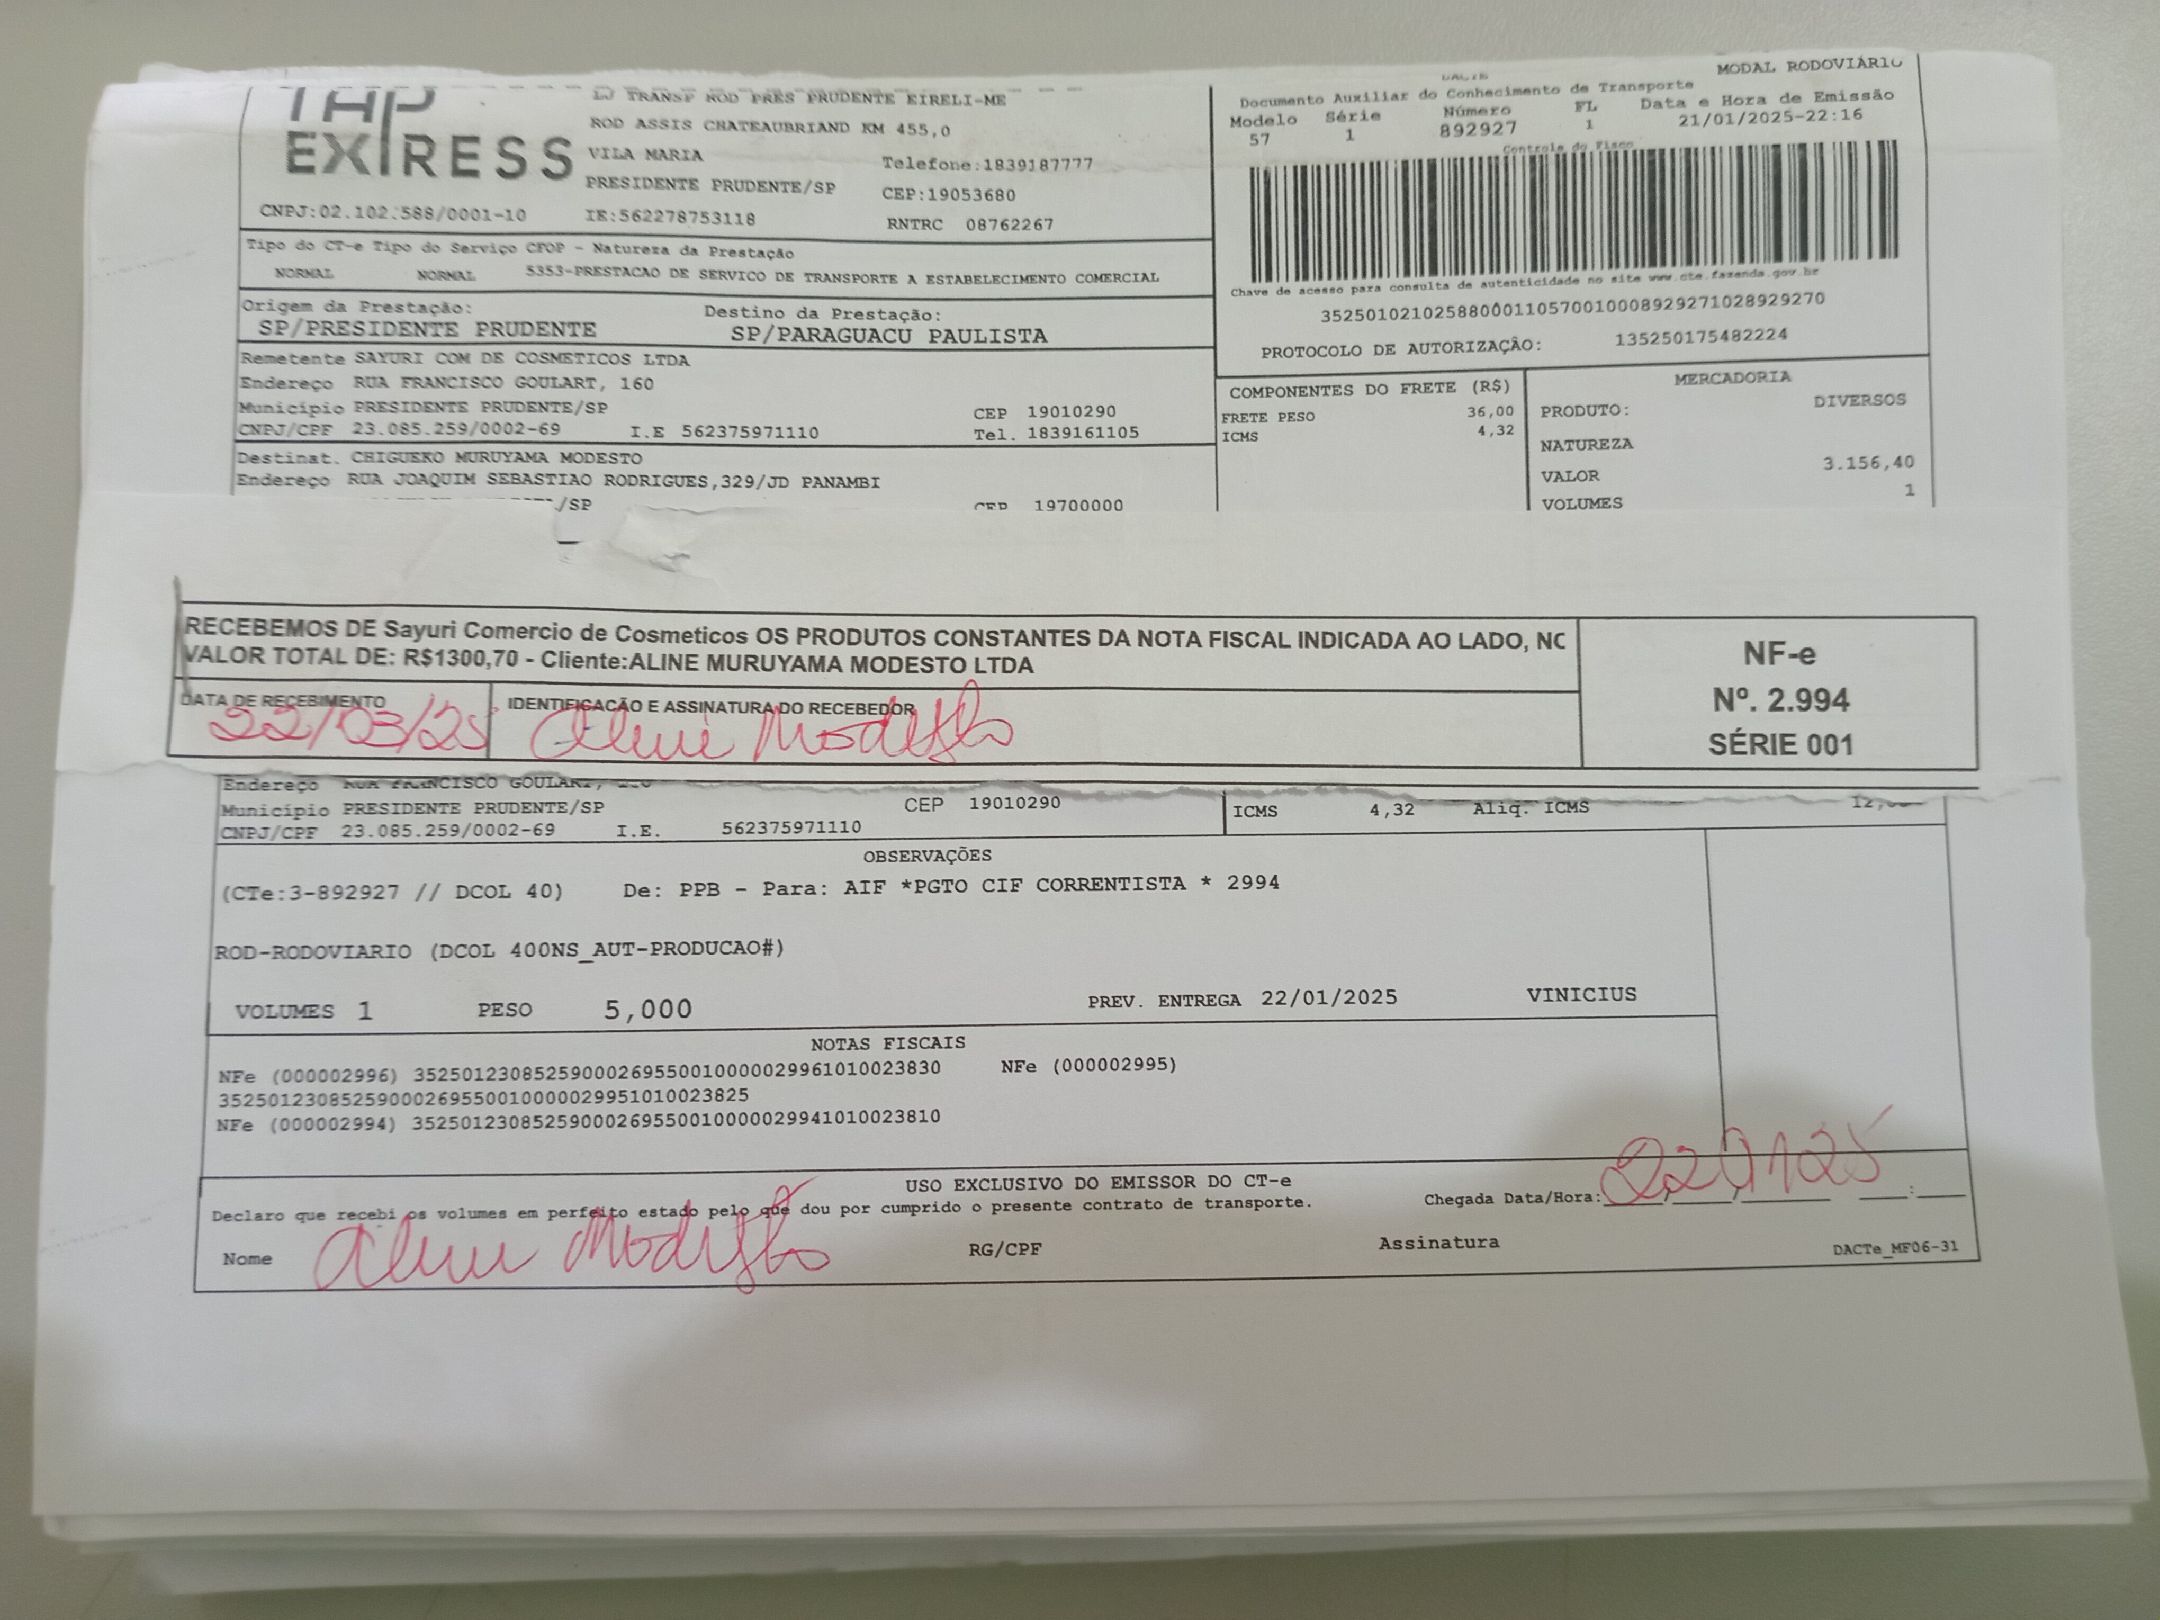 EXPRESS
LJ TRANSP ROD PRES PRUDENTE EIRELI-ME
ROD ASSIS CHATEAUBRIAND KM 455,0
VILA MARIA
Telefone:1839187777
PRESIDENTE PRUDENTE/SP
CEP:19053680
CNPJ:02.102.588/0001-10 IE:562278753118 RNTRC 08762267
MODAL RODOVIÁRIO
Documento Auxiliar do Conhecimento de Transporte
Modelo Série Número FL Data e Hora de Emissão
57 1 892927 1 21/01/2025-22:16
Controle do Fisco
Chave de acesso para consulta de autenticidade no site www.cte.fazenda.gov.br
35250102102588000110570010008929271028929270
PROTOCOLO DE AUTORIZAÇÃO: 135250175482224
Tipo do CT-e Tipo do Serviço CFOP - Natureza da Prestação
NORMAL NORMAL 5353-PRESTACAO DE SERVICO DE TRANSPORTE A ESTABELECIMENTO COMERCIAL
Origem da Prestação: Destino da Prestação:
SP/PRESIDENTE PRUDENTE SP/PARAGUACU PAULISTA
Remetente SAYURI COM DE COSMETICOS LTDA
Endereço RUA FRANCISCO GOULART, 160
Município PRESIDENTE PRUDENTE/SP CEP 19010290
CNPJ/CPF 23.085.259/0002-69 I.E 562375971110 Tel. 1839161105
Destinat. CHIGUEKO MURUYAMA MODESTO
Endereço RUA JOAQUIM SEBASTIAO RODRIGUES,329/JD PANAMBI
/SP CEP 19700000
COMPONENTES DO FRETE (R$)
FRETE PESO 36,00
ICMS 4,32
MERCADORIA
PRODUTO: DIVERSOS
NATUREZA
VALOR 3.156,40
VOLUMES 1
RECEBEMOS DE Sayuri Comercio de Cosmeticos OS PRODUTOS CONSTANTES DA NOTA FISCAL INDICADA AO LADO, NO
VALOR TOTAL DE: R$1300,70 - Cliente:ALINE MURUYAMA MODESTO LTDA
DATA DE RECEBIMENTO IDENTIFICAÇÃO E ASSINATURA DO RECEBEDOR
22/03/25 Aline Modesto
NF-e
Nº. 2.994
SÉRIE 001
Endereço RUA FRANCISCO GOULART,
Município PRESIDENTE PRUDENTE/SP CEP 19010290
CNPJ/CPF 23.085.259/0002-69 I.E. 562375971110
ICMS 4,32 Aliq. ICMS
OBSERVAÇÕES
(CTe:3-892927 // DCOL 40) De: PPB - Para: AIF *PGTO CIF CORRENTISTA * 2994
ROD-RODOVIARIO (DCOL 400NS_AUT-PRODUCAO#)
VOLUMES 1 PESO 5,000 PREV. ENTREGA 22/01/2025 VINICIUS
NOTAS FISCAIS
NFe (000002996) 35250123085259000269550010000029961010023830 NFe (000002995)
35250123085259000269550010000029951010023825
NFe (000002994) 35250123085259000269550010000029941010023810
USO EXCLUSIVO DO EMISSOR DO CT-e
Declaro que recebi os volumes em perfeito estado pelo que dou por cumprido o presente contrato de transporte.
Chegada Data/Hora: 220125
Nome Aline Modesto RG/CPF Assinatura DACTe_MF06-31